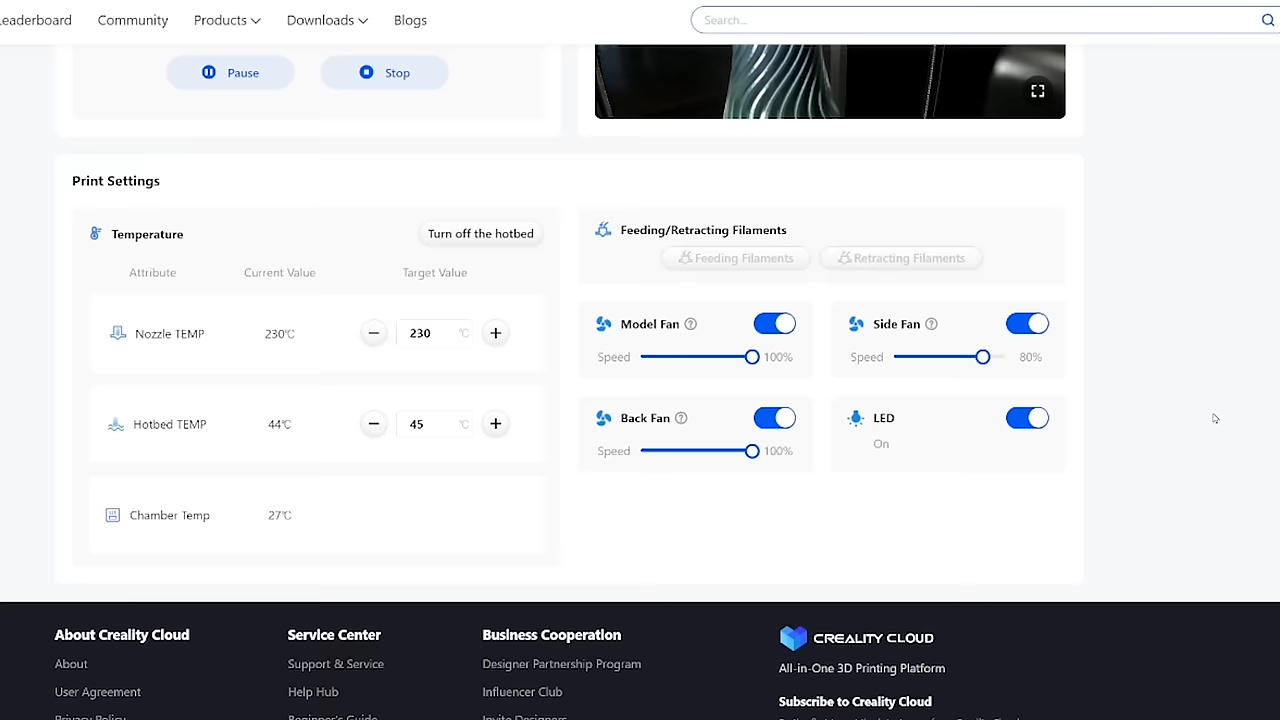 Leaderboard Community Products Downloads Blogs Search...
Pause Stop
Print Settings
Temperature Turn off the hotbed
Attribute Current Value Target Value
Nozzle TEMP 230℃ 230 ℃
Hotbed TEMP 44℃ 45 ℃
Chamber Temp 27℃
Feeding/Retracting Filaments
Feeding Filaments Retracting Filaments
Model Fan Side Fan
Speed 100% Speed 80%
Back Fan LED
Speed 100% On
About Creality Cloud Service Center Business Cooperation CREALITY CLOUD
About Support & Service Designer Partnership Program All-in-One 3D Printing Platform
User Agreement Help Hub Influencer Club Subscribe to Creality Cloud
Privacy Policy Beginner's Guide Invite Designers